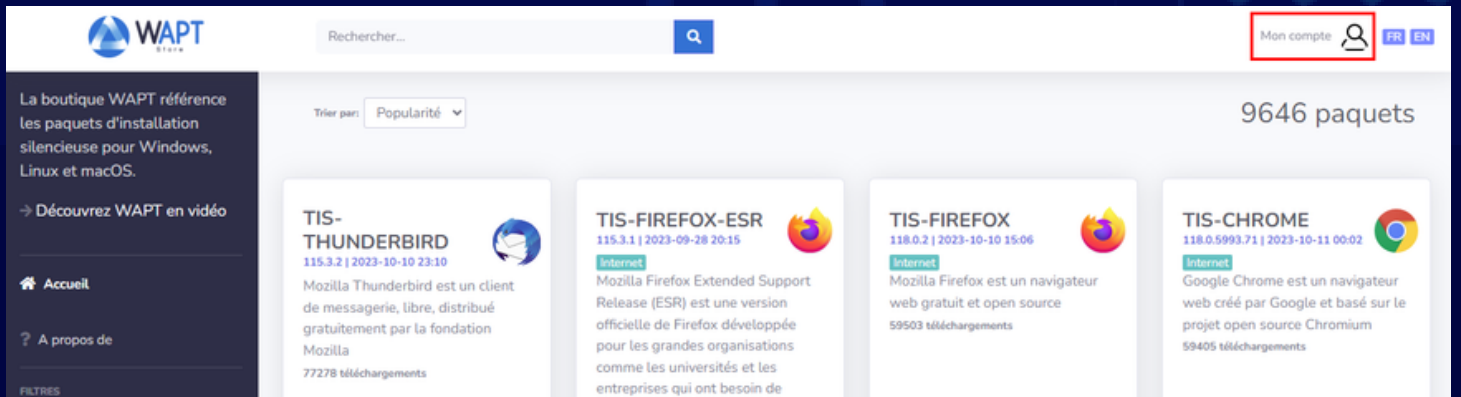 WAPT
Store
Rechercher...
Mon compte
FR EN
La boutique WAPT référence
les paquets d'installation
silencieuse pour Windows,
Linux et macOS.
→ Découvrez WAPT en vidéo
Accueil
? A propos de
FILTRES
Trier par: Popularité
9646 paquets
TIS-
THUNDERBIRD
115.3.2 | 2023-10-10 23:10
Mozilla Thunderbird est un client
de messagerie, libre, distribué
gratuitement par la fondation
Mozilla
77278 téléchargements
TIS-FIREFOX-ESR
115.3.1 | 2023-09-28 20:15
Internet
Mozilla Firefox Extended Support
Release (ESR) est une version
officielle de Firefox développée
pour les grandes organisations
comme les universités et les
entreprises qui ont besoin de
TIS-FIREFOX
118.0.2 | 2023-10-10 15:06
Internet
Mozilla Firefox est un navigateur
web gratuit et open source
59503 téléchargements
TIS-CHROME
118.0.5993.71 | 2023-10-11 00:02
Internet
Google Chrome est un navigateur
web créé par Google et basé sur le
projet open source Chromium
59405 téléchargements